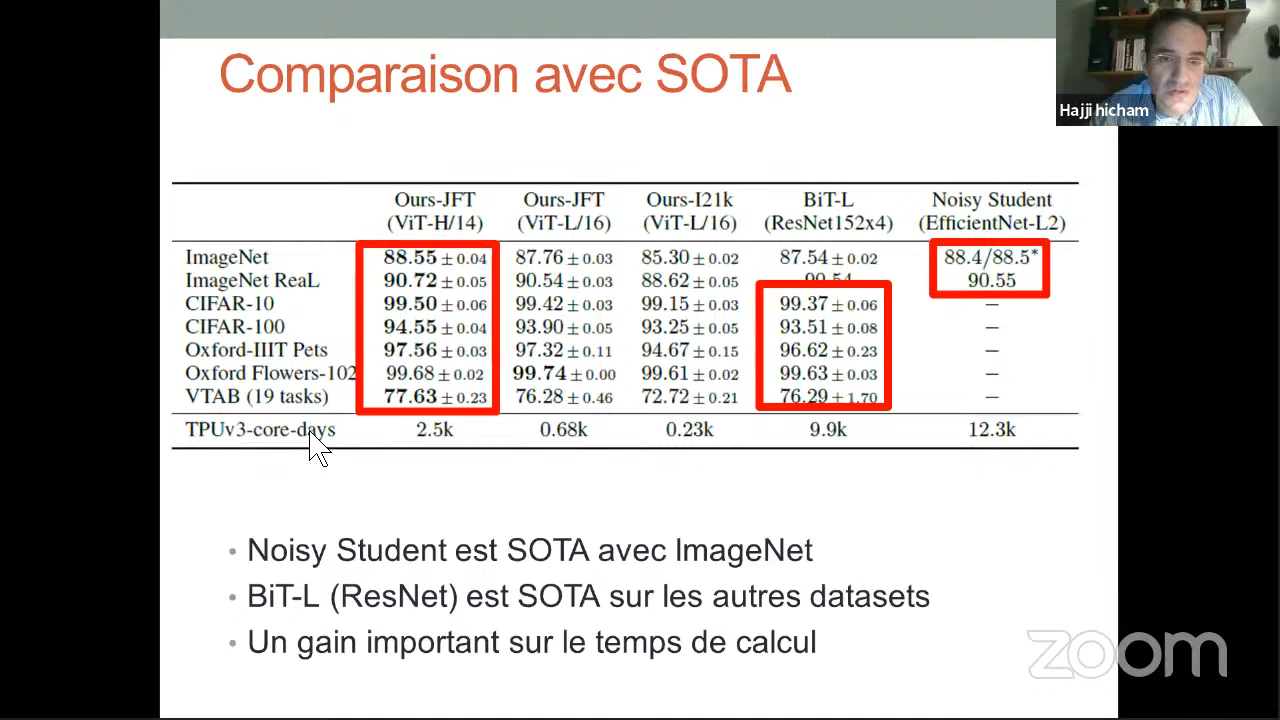 Comparaison avec SOTA
Hajji hicham
Ours-JFT Ours-JFT Ours-I21k BiT-L Noisy Student
(ViT-H/14) (ViT-L/16) (ViT-L/16) (ResNet152x4) (EfficientNet-L2)
ImageNet 88.55 ± 0.04 87.76 ± 0.03 85.30 ± 0.02 87.54 ± 0.02 88.4/88.5*
ImageNet ReaL 90.72 ± 0.05 90.54 ± 0.03 88.62 ± 0.05 90.54 90.55
CIFAR-10 99.50 ± 0.06 99.42 ± 0.03 99.15 ± 0.03 99.37 ± 0.06 –
CIFAR-100 94.55 ± 0.04 93.90 ± 0.05 93.25 ± 0.05 93.51 ± 0.08 –
Oxford-IIIT Pets 97.56 ± 0.03 97.32 ± 0.11 94.67 ± 0.15 96.62 ± 0.23 –
Oxford Flowers-102 99.68 ± 0.02 99.74 ± 0.00 99.61 ± 0.02 99.63 ± 0.03 –
VTAB (19 tasks) 77.63 ± 0.23 76.28 ± 0.46 72.72 ± 0.21 76.29 ± 1.70 –
TPUv3-core-days 2.5k 0.68k 0.23k 9.9k 12.3k
• Noisy Student est SOTA avec ImageNet
• BiT-L (ResNet) est SOTA sur les autres datasets
• Un gain important sur le temps de calcul
zoom